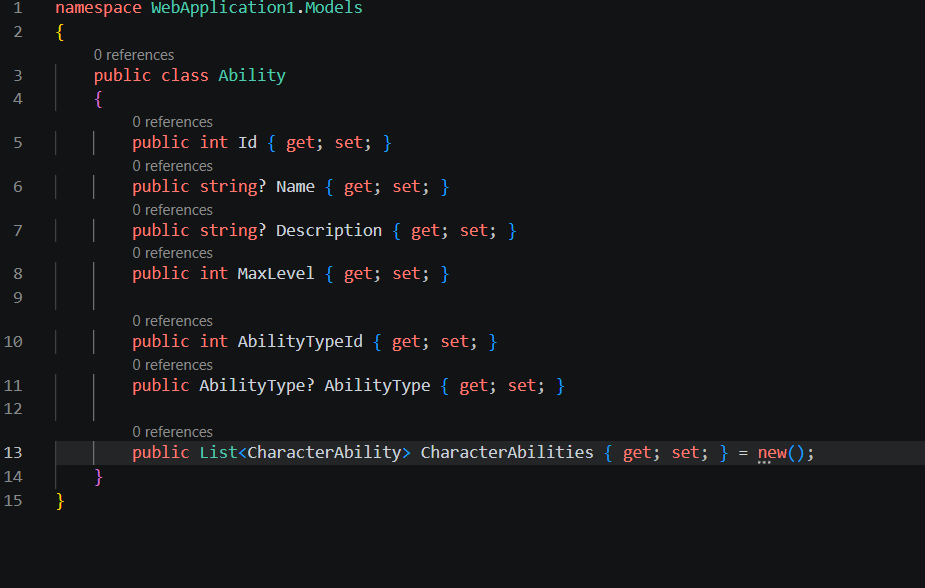 1 namespace WebApplication1.Models
2 {
0 references
3 public class Ability
4 {
0 references
5 public int Id { get; set; }
0 references
6 public string? Name { get; set; }
0 references
7 public string? Description { get; set; }
0 references
8 public int MaxLevel { get; set; }
9
0 references
10 public int AbilityTypeId { get; set; }
0 references
11 public AbilityType? AbilityType { get; set; }
12
0 references
13 public List<CharacterAbility> CharacterAbilities { get; set; } = new();
14 }
15 }